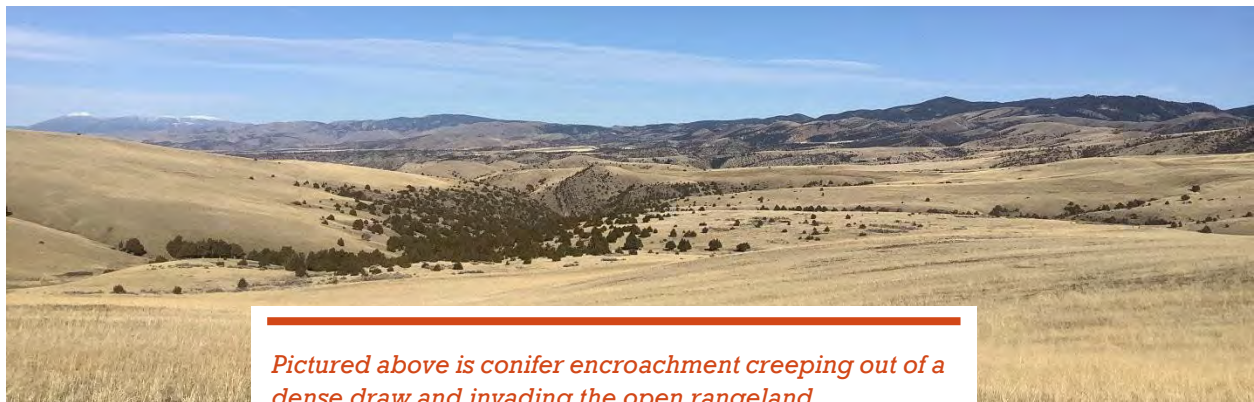 Pictured above is conifer encroachment creeping out of a
dense draw and invading the open rangeland